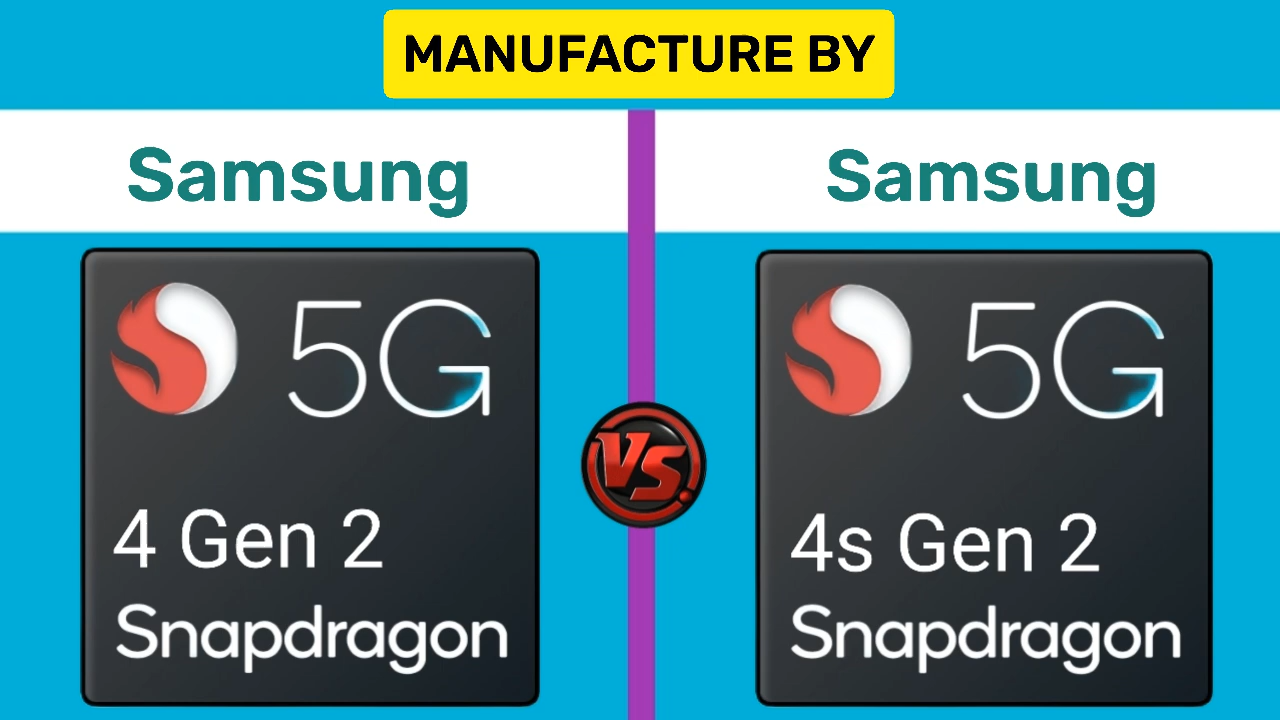 MANUFACTURE BY
Samsung
Samsung
5G
4 Gen 2
Snapdragon
VS.
5G
4s Gen 2
Snapdragon